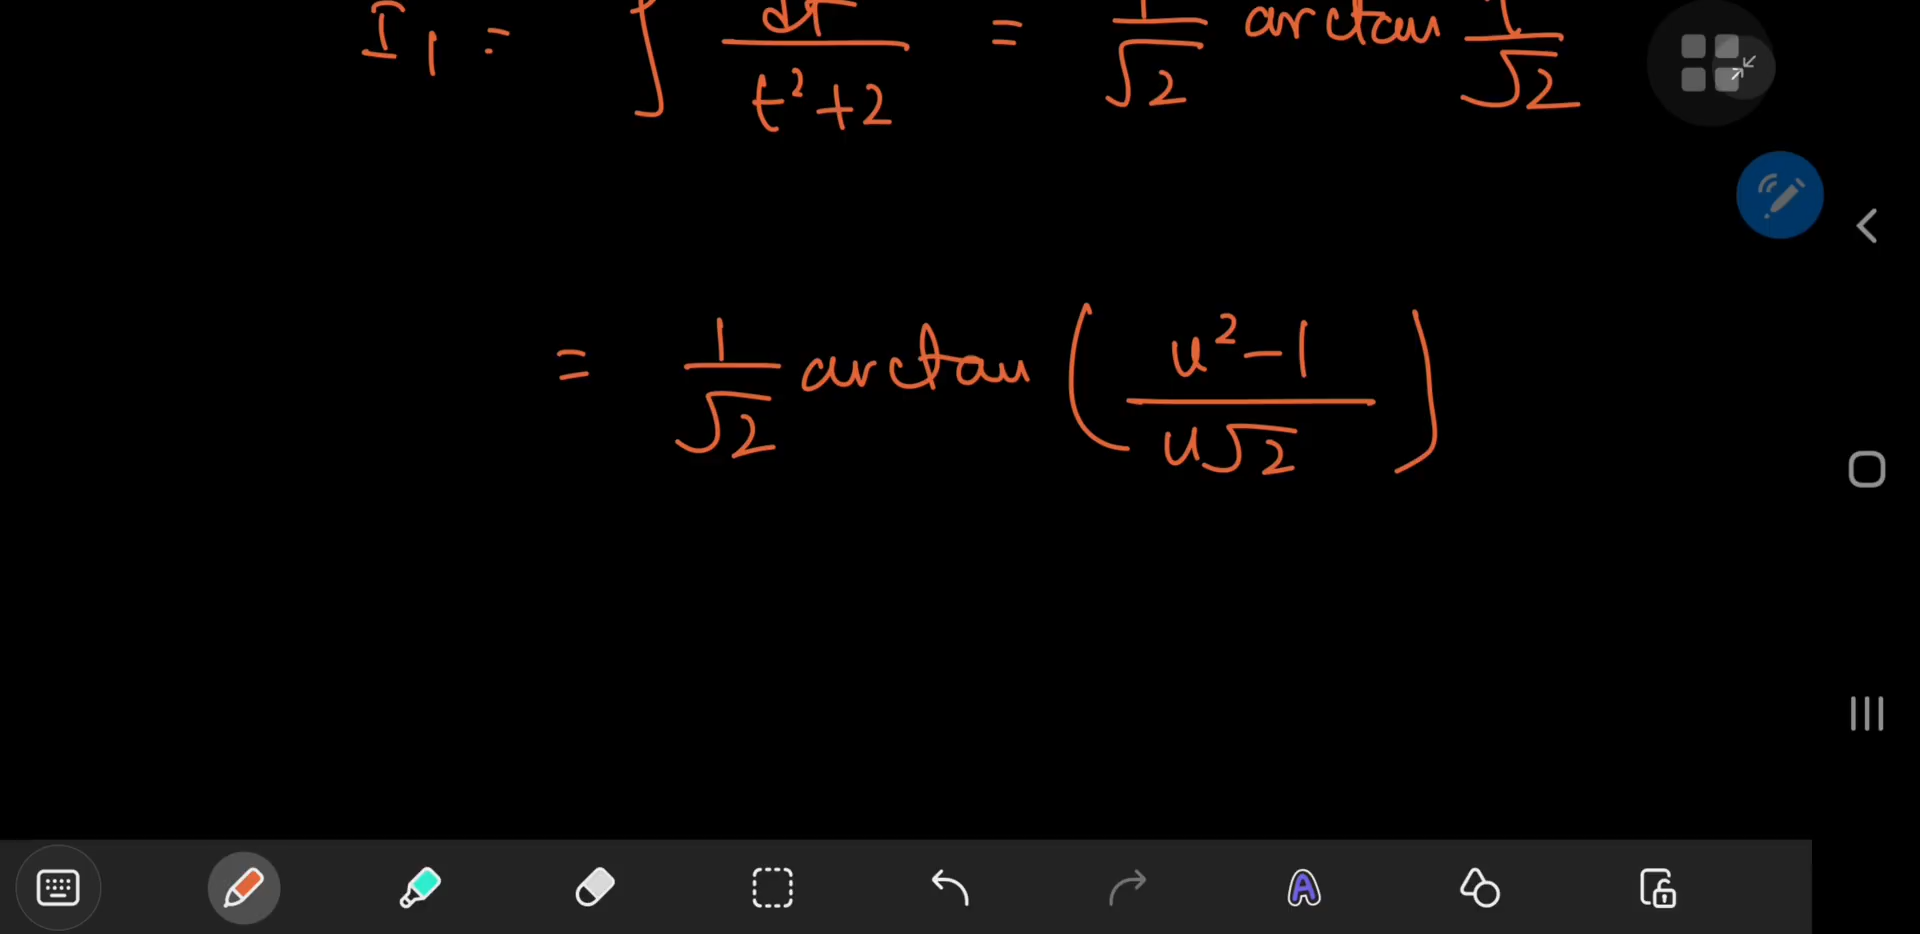 I₁ = ∫ dt / (t² + 2) = 1/√2 arctan t/√2
= 1/√2 arctan ( (u² − 1) / (u√2) )
A